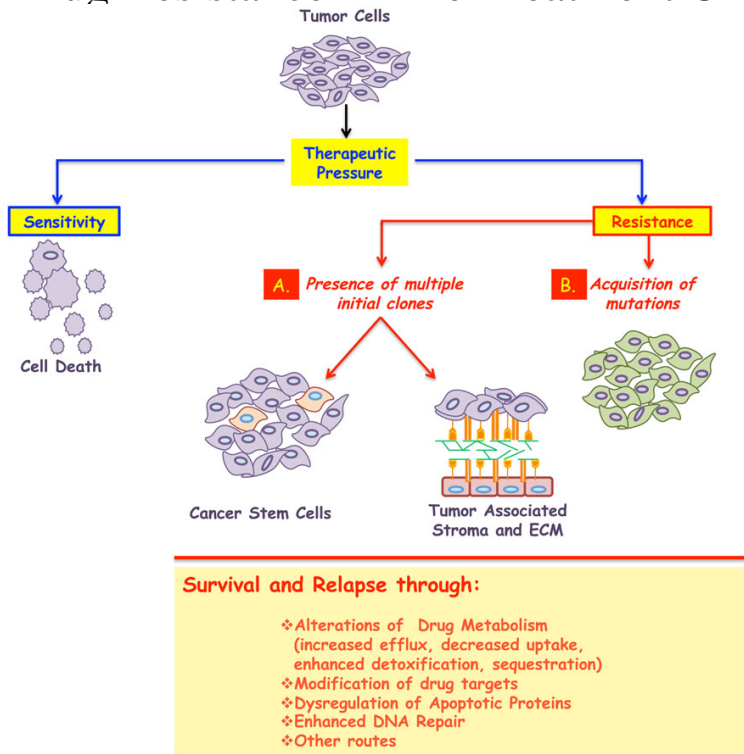 Tumor Cells
Therapeutic
Pressure
Sensitivity
Resistance
A.
Presence of multiple
initial clones
B.
Acquisition of
mutations
Cell Death
Cancer Stem Cells
Tumor Associated
Stroma and ECM
Survival and Relapse through:
❖Alterations of Drug Metabolism
(increased efflux, decreased uptake,
enhanced detoxification, sequestration)
❖Modification of drug targets
❖Dysregulation of Apoptotic Proteins
❖Enhanced DNA Repair
❖Other routes